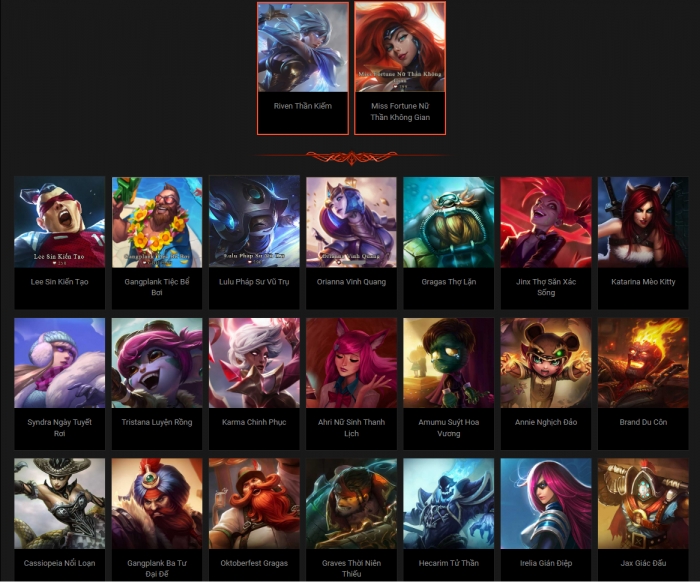 Miss Fortune Nữ Thần Không
Gian
Riven Thần Kiếm
Miss Fortune Nữ
Thần Không Gian
Lee Sin Kiến Tạo
Gangplank Tiệc Bể Bơi
Lulu Pháp Sư Vũ Trụ
Orianna Vinh Quang
Lee Sin Kiến Tạo
Gangplank Tiệc Bể
Bơi
Lulu Pháp Sư Vũ Trụ
Orianna Vinh Quang
Gragas Thợ Lặn
Jinx Thợ Săn Xác
Sống
Katarina Mèo Kitty
Syndra Ngày Tuyết
Rơi
Tristana Luyện Rồng
Karma Chinh Phục
Ahri Nữ Sinh Thanh
Lịch
Amumu Suýt Hoa
Vương
Annie Nghịch Đảo
Brand Du Côn
Cassiopeia Nổi Loạn
Gangplank Ba Tư
Đại Đế
Oktoberfest Gragas
Graves Thời Niên
Thiếu
Hecarim Tử Thần
Irelia Gián Điệp
Jax Giác Đấu